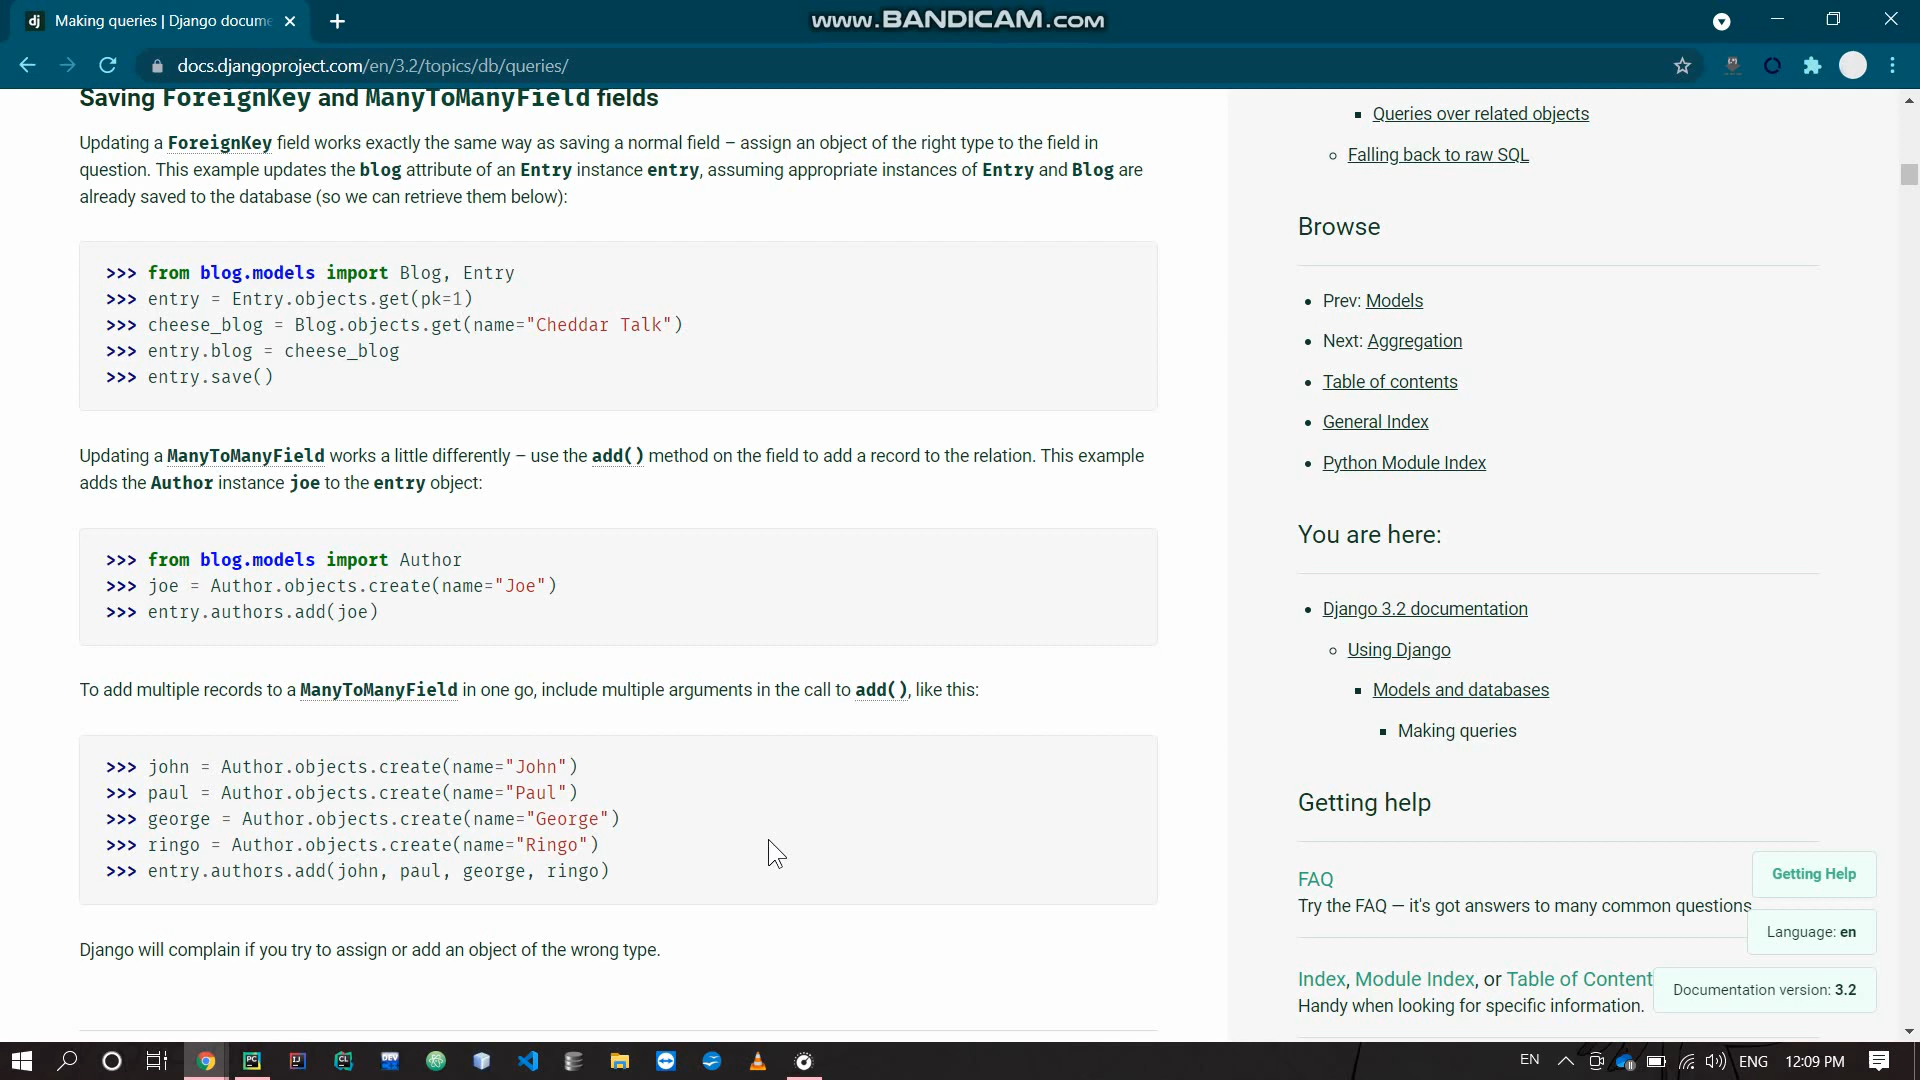 Making queries | Django docume
www.BANDICAM.com
docs.djangoproject.com/en/3.2/topics/db/queries/
Saving ForeignKey and ManyToManyField fields
Updating a ForeignKey field works exactly the same way as saving a normal field – assign an object of the right type to the field in
question. This example updates the blog attribute of an Entry instance entry, assuming appropriate instances of Entry and Blog are
already saved to the database (so we can retrieve them below):
>>> from blog.models import Blog, Entry
>>> entry = Entry.objects.get(pk=1)
>>> cheese_blog = Blog.objects.get(name="Cheddar Talk")
>>> entry.blog = cheese_blog
>>> entry.save()
Updating a ManyToManyField works a little differently – use the add() method on the field to add a record to the relation. This example
adds the Author instance joe to the entry object:
>>> from blog.models import Author
>>> joe = Author.objects.create(name="Joe")
>>> entry.authors.add(joe)
To add multiple records to a ManyToManyField in one go, include multiple arguments in the call to add(), like this:
>>> john = Author.objects.create(name="John")
>>> paul = Author.objects.create(name="Paul")
>>> george = Author.objects.create(name="George")
>>> ringo = Author.objects.create(name="Ringo")
>>> entry.authors.add(john, paul, george, ringo)
Django will complain if you try to assign or add an object of the wrong type.
Queries over related objects
Falling back to raw SQL
Browse
Prev: Models
Next: Aggregation
Table of contents
General Index
Python Module Index
You are here:
Django 3.2 documentation
Using Django
Models and databases
Making queries
Getting help
FAQ
Try the FAQ — it's got answers to many common questions
Index, Module Index, or Table of Content
Handy when looking for specific information.
Getting Help
Language: en
Documentation version: 3.2
EN
ENG
12:09 PM